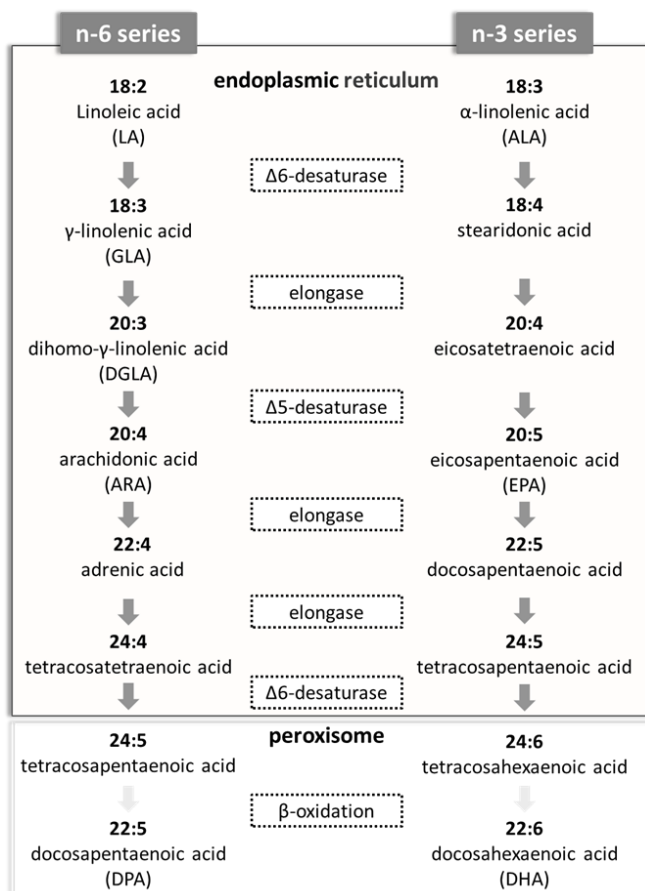 n-6 series
n-3 series
endoplasmic reticulum
18:2
Linoleic acid
(LA)
18:3
α-linolenic acid
(ALA)
Δ6-desaturase
18:3
γ-linolenic acid
(GLA)
18:4
stearidonic acid
elongase
20:3
dihomo-γ-linolenic acid
(DGLA)
20:4
eicosatetraenoic acid
Δ5-desaturase
20:4
arachidonic acid
(ARA)
20:5
eicosapentaenoic acid
(EPA)
elongase
22:4
adrenic acid
22:5
docosapentaenoic acid
elongase
24:4
tetracosatetraenoic acid
24:5
tetracosapentaenoic acid
Δ6-desaturase
peroxisome
24:5
tetracosapentaenoic acid
24:6
tetracosahexaenoic acid
β-oxidation
22:5
docosapentaenoic acid
(DPA)
22:6
docosahexaenoic acid
(DHA)